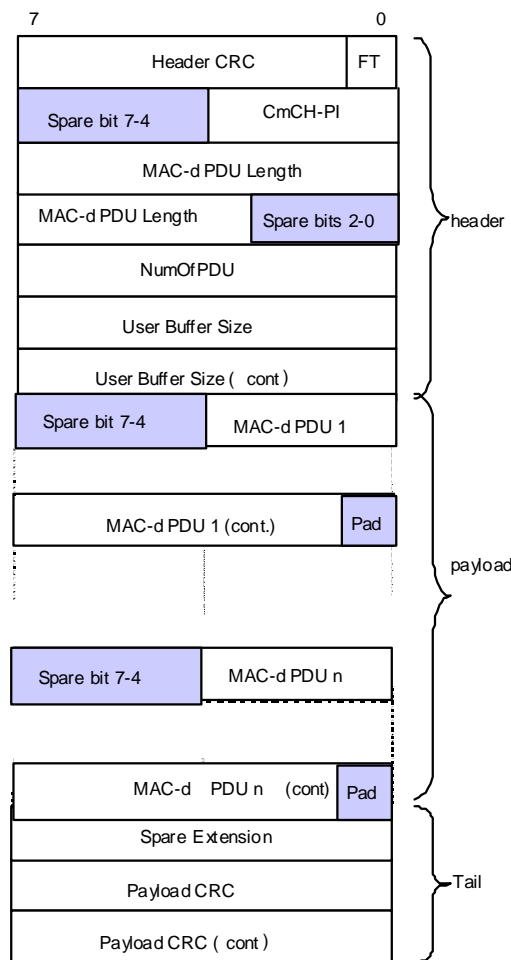 7 0
Header CRC FT
Spare bit 7-4 CmCH-PI
MAC-d PDU Length
MAC-d PDU Length Spare bits 2-0
header
NumOfPDU
User Buffer Size
User Buffer Size ( cont )
Spare bit 7-4 MAC-d PDU 1
MAC-d PDU 1 (cont.) Pad
payload
Spare bit 7-4 MAC-d PDU n
MAC-d PDU n (cont) Pad
Spare Extension
Payload CRC
Tail
Payload CRC ( cont )